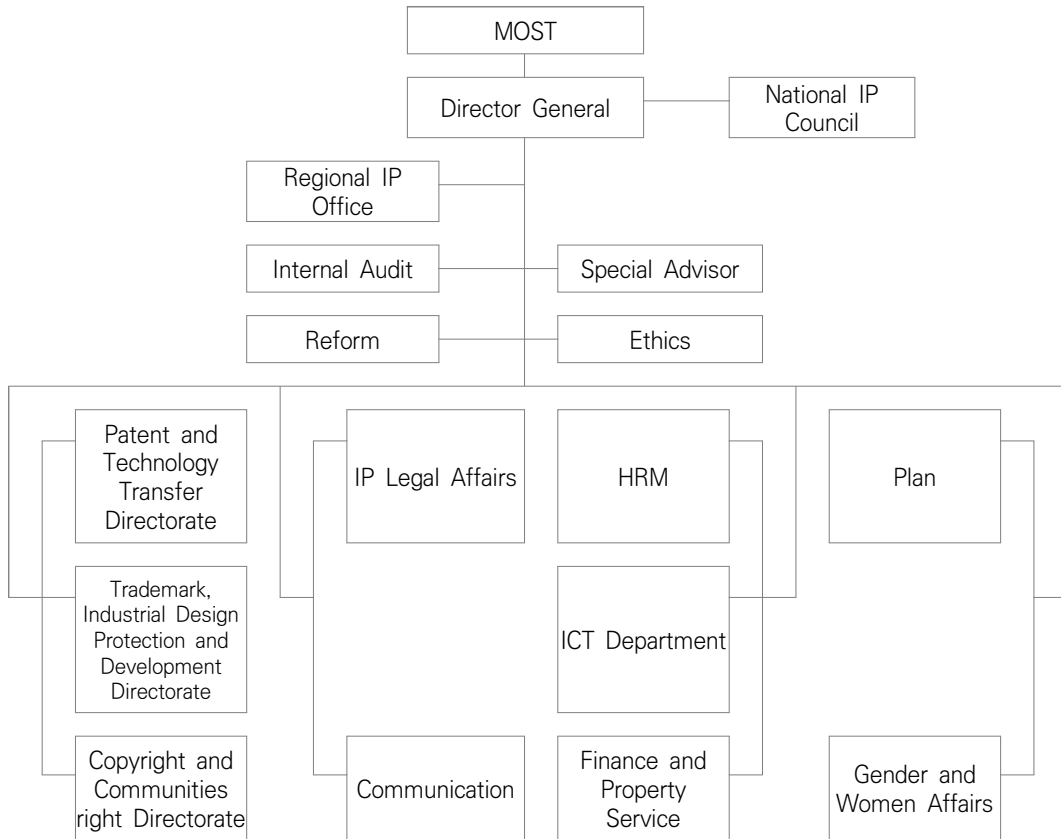 MOST
Director General
National IP
Council
Regional IP
Office
Internal Audit
Special Advisor
Reform
Ethics
Patent and
Technology
Transfer
Directorate
IP Legal Affairs
HRM
Plan
Trademark,
Industrial Design
Protection and
Development
Directorate
ICT Department
Copyright and
Communities
right Directorate
Communication
Finance and
Property
Service
Gender and
Women Affairs